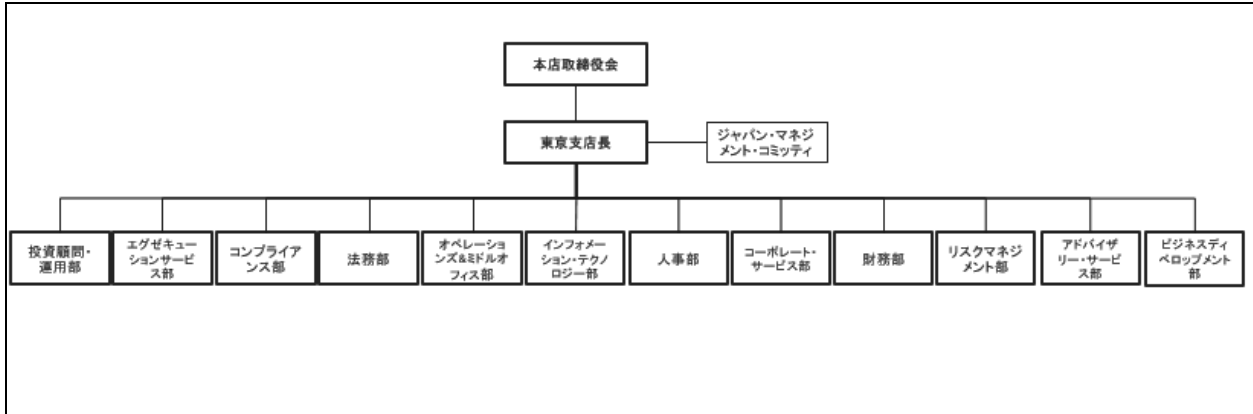 本店取締役会
東京支店長
ジャパン・マネジ
メント・コミッティ
投資顧問・
運用部
エグゼキュー
ションサービ
ス部
コンプライア
ンス部
法務部
オペレーショ
ンズ&ミドルオ
フィス部
インフォメー
ション・テクノ
ロジー部
人事部
コーポレート・
サービス部
財務部
リスクマネジ
メント部
アドバイザ
リー・サービ
ス部
ビジネスディ
ベロップメント
部